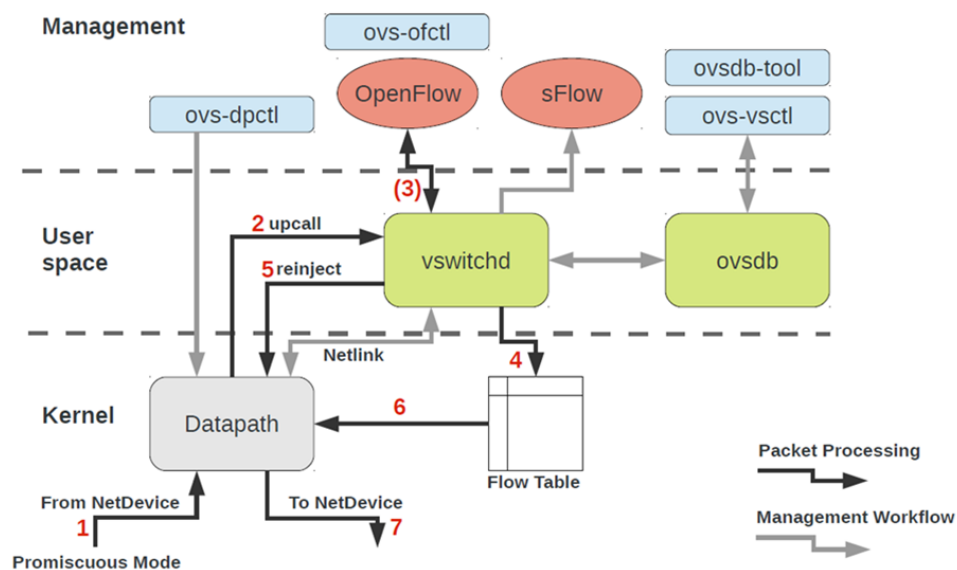 Management
ovs-ofctl
OpenFlow
sFlow
ovsdb-tool
ovs-vsctl
ovs-dpctl
(3)
User
space
2 upcall
5 reinject
vswitchd
ovsdb
Netlink
4
Kernel
Datapath
6
Flow Table
From NetDevice
1
Promiscuous Mode
To NetDevice
7
Packet Processing
Management Workflow